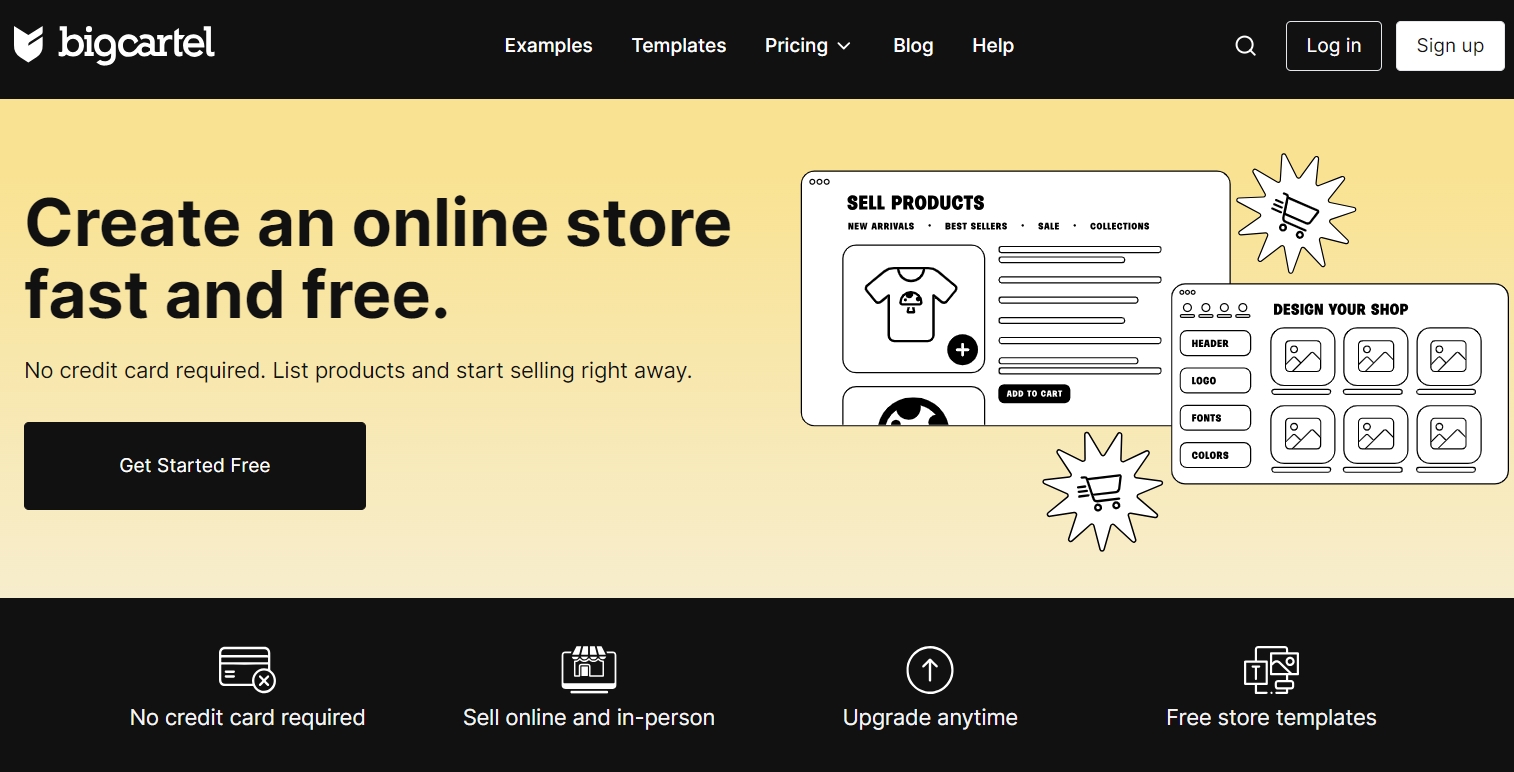 bigcartel
Examples
Templates
Pricing
Blog
Help
Log in
Sign up
Create an online store
fast and free.
No credit card required. List products and start selling right away.
Get Started Free
SELL PRODUCTS
NEW ARRIVALS • BEST SELLERS • SALE • COLLECTIONS
ADD TO CART
DESIGN YOUR SHOP
HEADER
LOGO
FONTS
COLORS
No credit card required
Sell online and in-person
Upgrade anytime
T
Free store templates